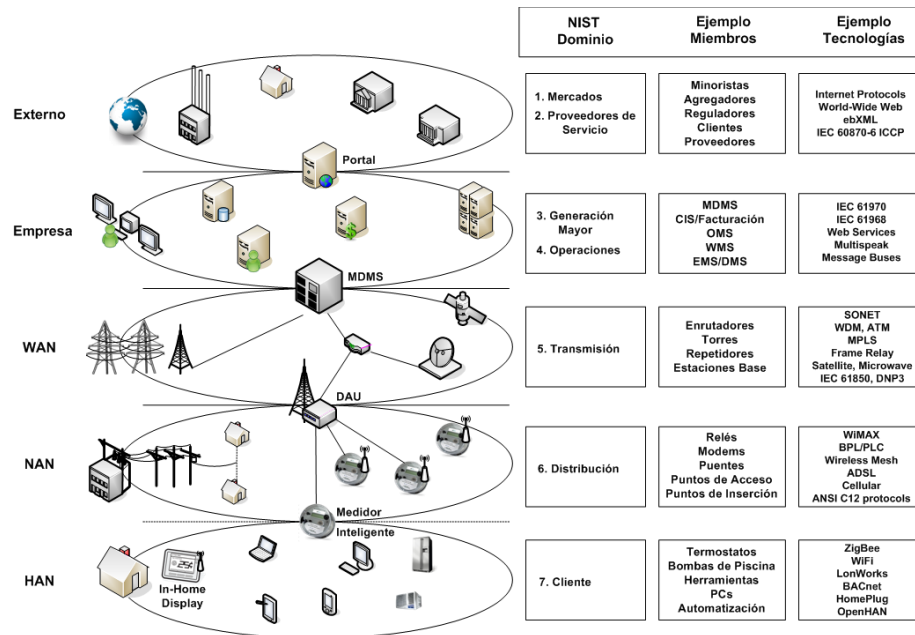 NIST
Dominio
Ejemplo
Miembros
Ejemplo
Tecnologías
Externo
Portal
1. Mercados
2. Proveedores de
Servicio
Minoristas
Agregadores
Reguladores
Clientes
Proveedores
Internet Protocols
World-Wide Web
ebXML
IEC 60870-6 ICCP
Empresa
MDMS
3. Generación
Mayor
4. Operaciones
MDMS
CIS/Facturación
OMS
WMS
EMS/DMS
IEC 61970
IEC 61968
Web Services
Multispeak
Message Buses
WAN
DAU
5. Transmisión
Enrutadores
Torres
Repetidores
Estaciones Base
SONET
WDM, ATM
MPLS
Frame Relay
Satellite, Microwave
IEC 61850, DNP3
NAN
Medidor
Inteligente
6. Distribución
Relés
Modems
Puentes
Puntos de Acceso
Puntos de Inserción
WiMAX
BPL/PLC
Wireless Mesh
ADSL
Cellular
ANSI C12 protocols
HAN
In-Home
Display
7. Cliente
Termostatos
Bombas de Piscina
Herramientas
PCs
Automatización
ZigBee
WiFi
LonWorks
BACnet
HomePlug
OpenHAN